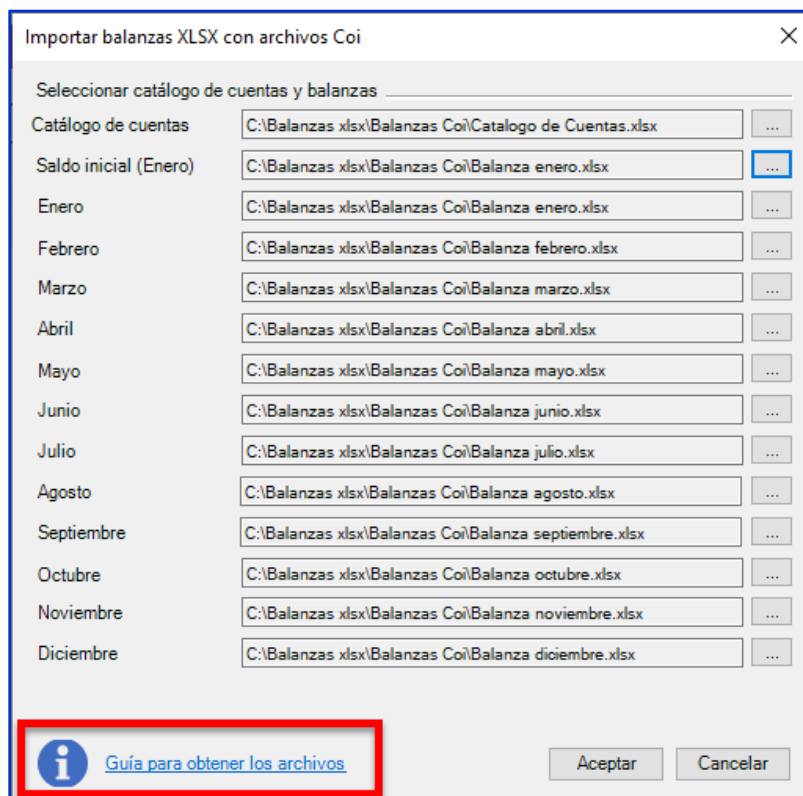 Importar balanzas XLSX con archivos Coi
Seleccionar catálogo de cuentas y balanzas
Catálogo de cuentas C:\Balanzas xlsx\Balanzas Coi\Catalogo de Cuentas.xlsx ...
Saldo inicial (Enero) C:\Balanzas xlsx\Balanzas Coi\Balanza enero.xlsx ...
Enero C:\Balanzas xlsx\Balanzas Coi\Balanza enero.xlsx ...
Febrero C:\Balanzas xlsx\Balanzas Coi\Balanza febrero.xlsx ...
Marzo C:\Balanzas xlsx\Balanzas Coi\Balanza marzo.xlsx ...
Abril C:\Balanzas xlsx\Balanzas Coi\Balanza abril.xlsx ...
Mayo C:\Balanzas xlsx\Balanzas Coi\Balanza mayo.xlsx ...
Junio C:\Balanzas xlsx\Balanzas Coi\Balanza junio.xlsx ...
Julio C:\Balanzas xlsx\Balanzas Coi\Balanza julio.xlsx ...
Agosto C:\Balanzas xlsx\Balanzas Coi\Balanza agosto.xlsx ...
Septiembre C:\Balanzas xlsx\Balanzas Coi\Balanza septiembre.xlsx ...
Octubre C:\Balanzas xlsx\Balanzas Coi\Balanza octubre.xlsx ...
Noviembre C:\Balanzas xlsx\Balanzas Coi\Balanza noviembre.xlsx ...
Diciembre C:\Balanzas xlsx\Balanzas Coi\Balanza diciembre.xlsx ...
i Guía para obtener los archivos Aceptar Cancelar